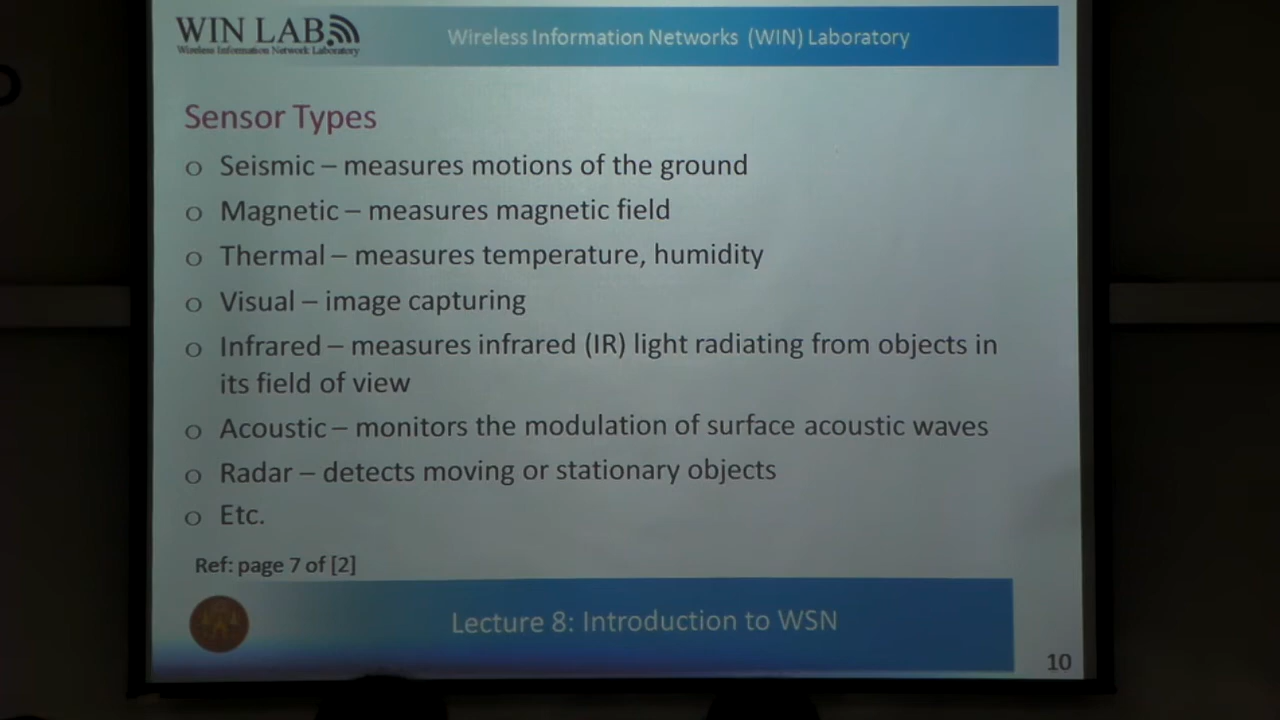 WIN LAB
Wireless Information Network Laboratory
Wireless Information Networks (WIN) Laboratory
Sensor Types
o Seismic – measures motions of the ground
o Magnetic – measures magnetic field
o Thermal – measures temperature, humidity
o Visual – image capturing
o Infrared – measures infrared (IR) light radiating from objects in
its field of view
o Acoustic – monitors the modulation of surface acoustic waves
o Radar – detects moving or stationary objects
o Etc.
Ref: page 7 of [2]
Lecture 8: Introduction to WSN
10